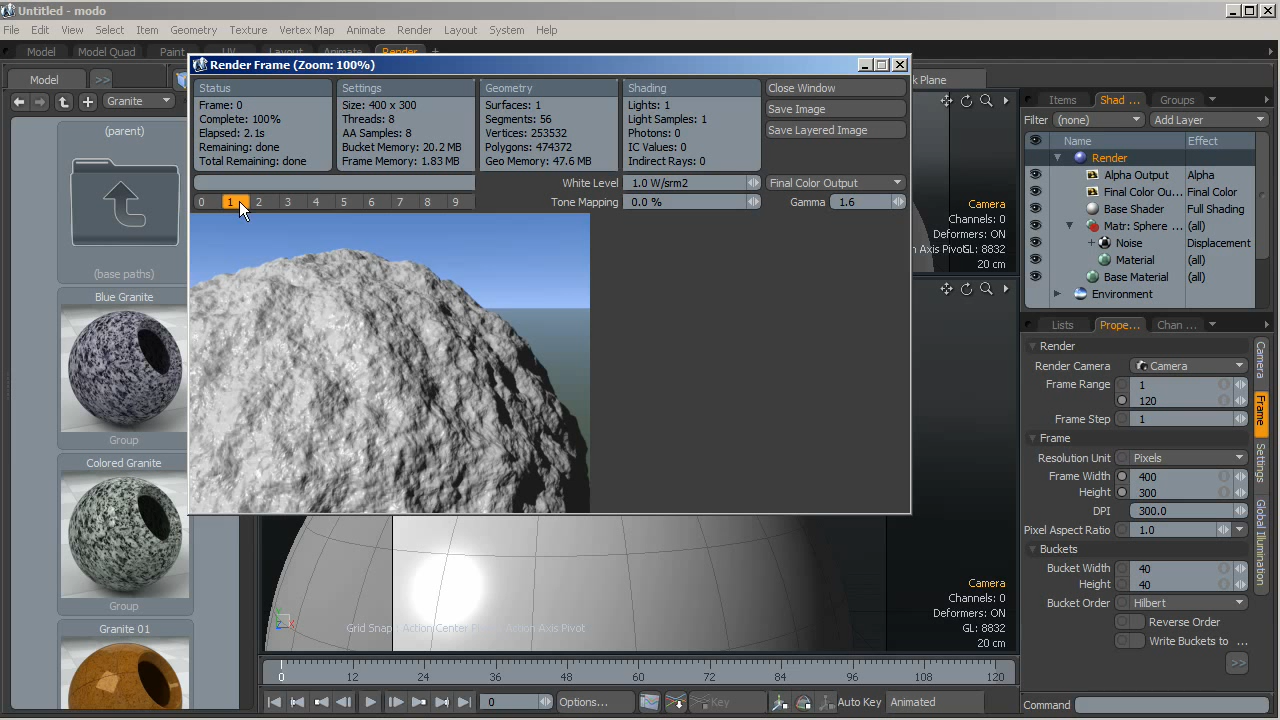 Untitled - modo
File Edit View Select Item Geometry Texture Vertex Map Animate Render Layout System Help
Model Model Quad Paint UV Layout Animate Render +
Render Frame (Zoom: 100%)
Model >>
ck Plane
Granite
(parent)
(base paths)
Blue Granite
Group
Colored Granite
Group
Granite 01
Status
Frame: 0
Complete: 100%
Elapsed: 2.1s
Remaining: done
Total Remaining: done
Settings
Size: 400 x 300
Threads: 8
AA Samples: 8
Bucket Memory: 20.2 MB
Frame Memory: 1.83 MB
Geometry
Surfaces: 1
Segments: 56
Vertices: 253532
Polygons: 474372
Geo Memory: 47.6 MB
Shading
Lights: 1
Light Samples: 1
Photons: 0
IC Values: 0
Indirect Rays: 0
Close Window
Save Image
Save Layered Image
White Level 1.0 W/srm2 Final Color Output
0 1 2 3 4 5 6 7 8 9 Tone Mapping 0.0 % Gamma 1.6
Camera
Channels: 0
Deformers: ON
n Axis Pivot GL: 8832
20 cm
Camera
Channels: 0
Deformers: ON
GL: 8832
20 cm
Grid Snap : Action Center Action Axis Pivot
Items Shad ... Groups
Filter (none) Add Layer
Name Effect
Render
Alpha Output Alpha
Final Color Ou... Final Color
Base Shader Full Shading
Matr: Sphere ... (all)
+ Noise Displacement
Material (all)
Base Material (all)
Environment
Lists Prope... Chan ...
Render
Render Camera Camera
Frame Range 1
120
Frame Step 1
Frame
Resolution Unit Pixels
Frame Width 400
Height 300
DPI 300.0
Pixel Aspect Ratio 1.0
Buckets
Bucket Width 40
Height 40
Bucket Order Hilbert
Reverse Order
Write Buckets to ...
>>
Camera
Frame
Settings
Global Illumination
0 12 24 36 48 60 72 84 96 108 120
0 Options... Key Auto Key Animated
Command